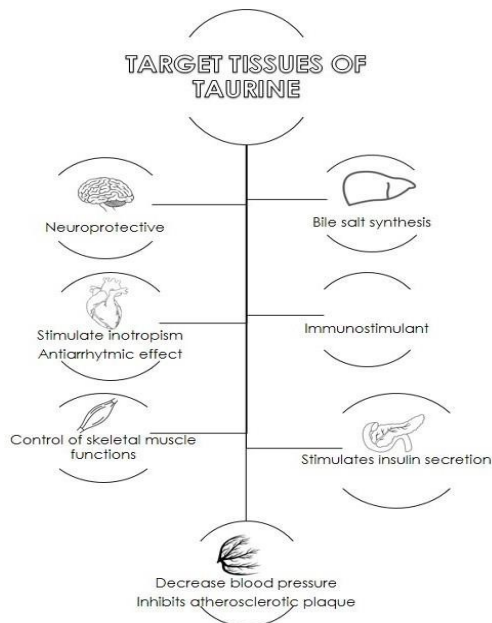 TARGET TISSUES OF
TAURINE
Neuroprotective
Bile salt synthesis
Stimulate inotropism
Antiarrhytmic effect
Immunostimulant
Control of skeletal muscle
functions
Stimulates insulin secretion
Decrease blood pressure
Inhibits atherosclerotic plaque